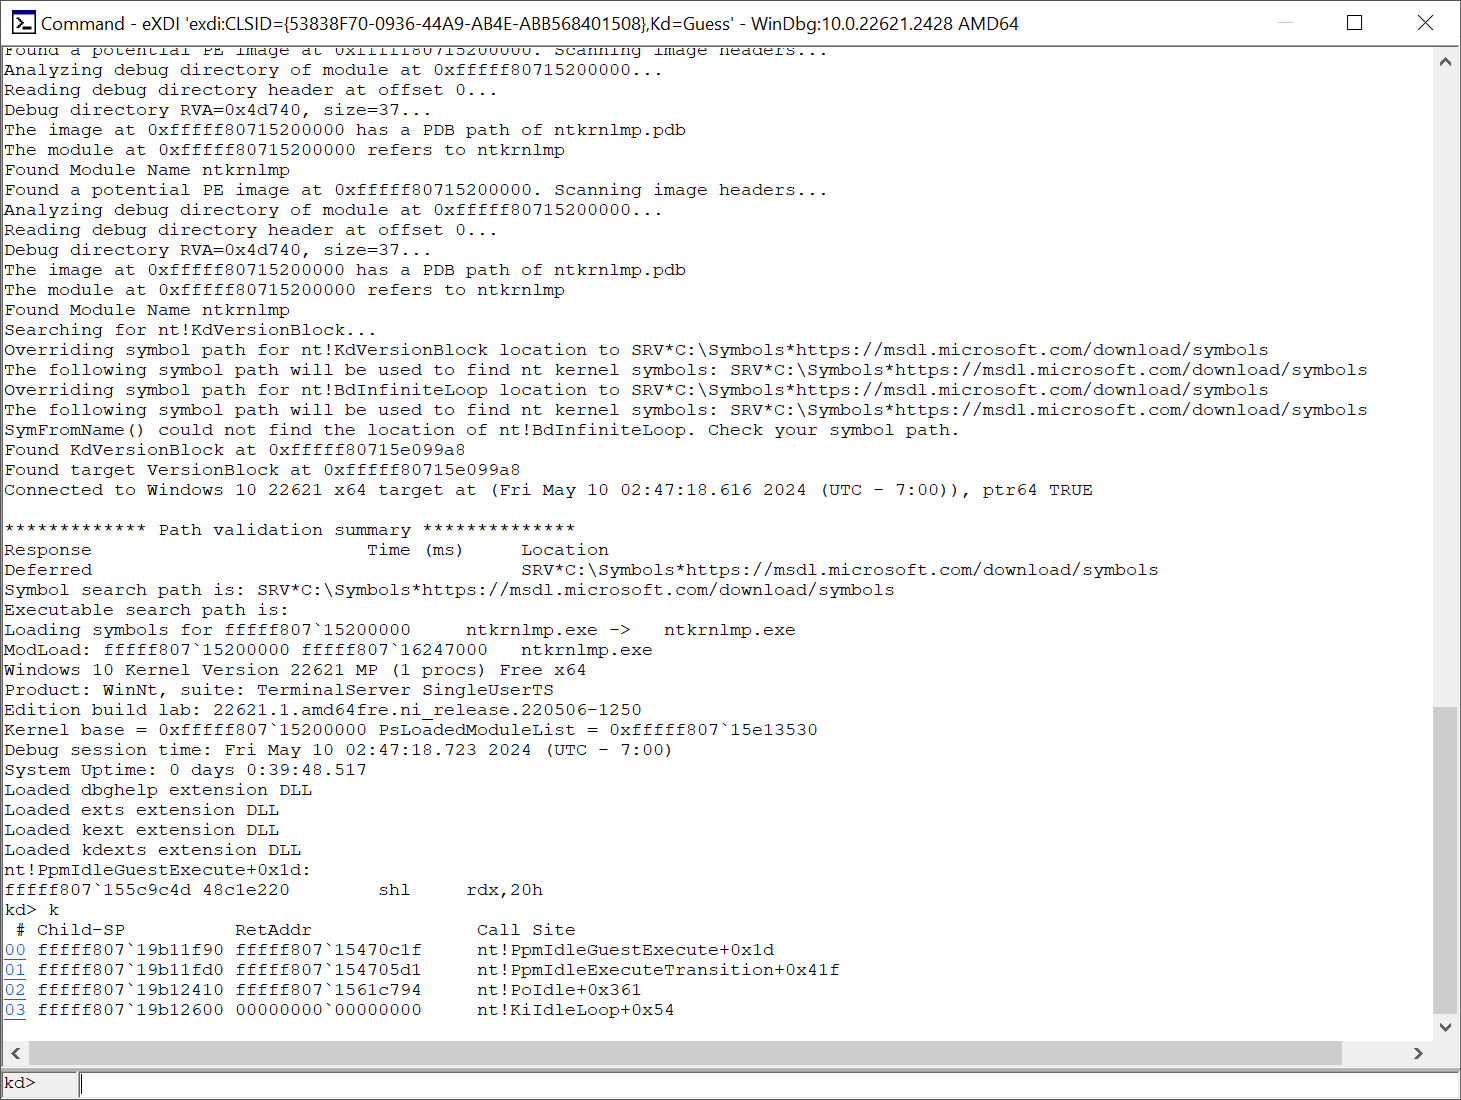 Command - eXDI 'exdi:CLSID={53838F70-0936-44A9-AB4E-ABB568401508},Kd=Guess' - WinDbg:10.0.22621.2428 AMD64
Found a potential PE image at 0xfffff80715200000. Scanning image headers...
Analyzing debug directory of module at 0xfffff80715200000...
Reading debug directory header at offset 0...
Debug directory RVA=0x4d740, size=37...
The image at 0xfffff80715200000 has a PDB path of ntkrnlmp.pdb
The module at 0xfffff80715200000 refers to ntkrnlmp
Found Module Name ntkrnlmp
Found a potential PE image at 0xfffff80715200000. Scanning image headers...
Analyzing debug directory of module at 0xfffff80715200000...
Reading debug directory header at offset 0...
Debug directory RVA=0x4d740, size=37...
The image at 0xfffff80715200000 has a PDB path of ntkrnlmp.pdb
The module at 0xfffff80715200000 refers to ntkrnlmp
Found Module Name ntkrnlmp
Searching for nt!KdVersionBlock...
Overriding symbol path for nt!KdVersionBlock location to SRV*C:\Symbols*https://msdl.microsoft.com/download/symbols
The following symbol path will be used to find nt kernel symbols: SRV*C:\Symbols*https://msdl.microsoft.com/download/symbols
Overriding symbol path for nt!BdInfiniteLoop location to SRV*C:\Symbols*https://msdl.microsoft.com/download/symbols
The following symbol path will be used to find nt kernel symbols: SRV*C:\Symbols*https://msdl.microsoft.com/download/symbols
SymFromName() could not find the location of nt!BdInfiniteLoop. Check your symbol path.
Found KdVersionBlock at 0xfffff80715e099a8
Found target VersionBlock at 0xfffff80715e099a8
Connected to Windows 10 22621 x64 target at (Fri May 10 02:47:18.616 2024 (UTC - 7:00)), ptr64 TRUE
************* Path validation summary **************
Response                         Time (ms)     Location
Deferred                                       SRV*C:\Symbols*https://msdl.microsoft.com/download/symbols
Symbol search path is: SRV*C:\Symbols*https://msdl.microsoft.com/download/symbols
Executable search path is:
Loading symbols for fffff807`15200000     ntkrnlmp.exe ->   ntkrnlmp.exe
ModLoad: fffff807`15200000 fffff807`16247000   ntkrnlmp.exe
Windows 10 Kernel Version 22621 MP (1 procs) Free x64
Product: WinNt, suite: TerminalServer SingleUserTS
Edition build lab: 22621.1.amd64fre.ni_release.220506-1250
Kernel base = 0xfffff807`15200000 PsLoadedModuleList = 0xfffff807`15e13530
Debug session time: Fri May 10 02:47:18.723 2024 (UTC - 7:00)
System Uptime: 0 days 0:39:48.517
Loaded dbghelp extension DLL
Loaded exts extension DLL
Loaded kext extension DLL
Loaded kdexts extension DLL
nt!PpmIdleGuestExecute+0x1d:
fffff807`155c9c4d 48c1e220        shl     rdx,20h
kd> k
 # Child-SP          RetAddr               Call Site
00 fffff807`19b11f90 fffff807`15470c1f     nt!PpmIdleGuestExecute+0x1d
01 fffff807`19b11fd0 fffff807`154705d1     nt!PpmIdleExecuteTransition+0x41f
02 fffff807`19b12410 fffff807`1561c794     nt!PoIdle+0x361
03 fffff807`19b12600 00000000`00000000     nt!KiIdleLoop+0x54
kd>